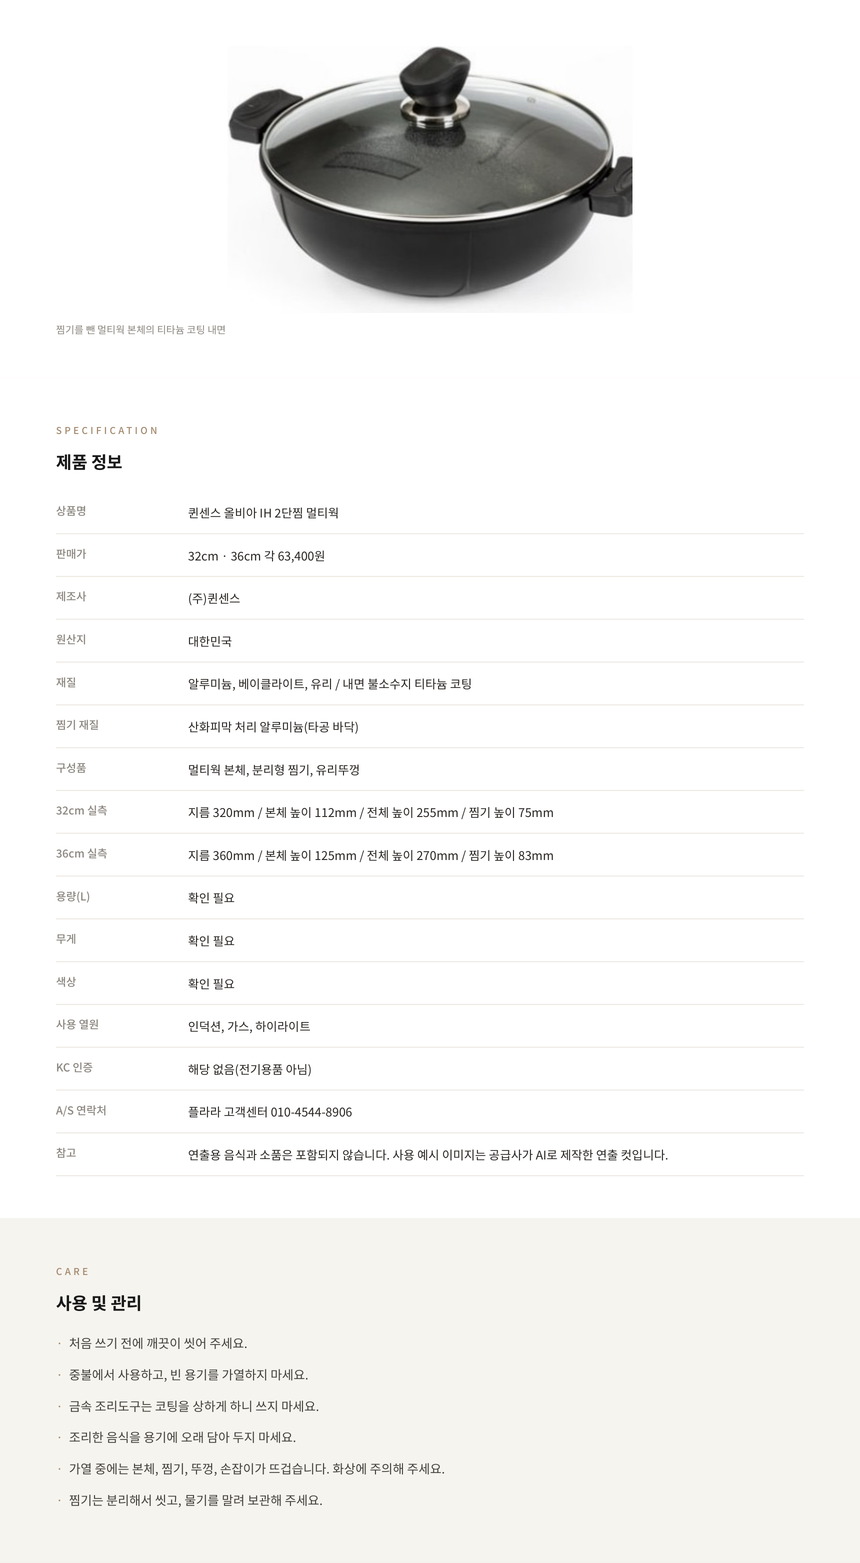 찜기를 뺀 멀티웍 본체의 티타늄 코팅 내면
SPECIFICATION
제품 정보
상품명 퀸센스 올비아 IH 2단찜 멀티웍
판매가 32cm · 36cm 각 63,400원
제조사 (주)퀸센스
원산지 대한민국
재질 알루미늄, 베이클라이트, 유리 / 내면 불소수지 티타늄 코팅
찜기 재질 산화피막 처리 알루미늄(타공 바닥)
구성품 멀티웍 본체, 분리형 찜기, 유리뚜껑
32cm 실측 지름 320mm / 본체 높이 112mm / 전체 높이 255mm / 찜기 높이 75mm
36cm 실측 지름 360mm / 본체 높이 125mm / 전체 높이 270mm / 찜기 높이 83mm
용량(L) 확인 필요
무게 확인 필요
색상 확인 필요
사용 열원 인덕션, 가스, 하이라이트
KC 인증 해당 없음(전기용품 아님)
A/S 연락처 플라라 고객센터 010-4544-8906
참고 연출용 음식과 소품은 포함되지 않습니다. 사용 예시 이미지는 공급사가 AI로 제작한 연출 컷입니다.
CARE
사용 및 관리
· 처음 쓰기 전에 깨끗이 씻어 주세요.
· 중불에서 사용하고, 빈 용기를 가열하지 마세요.
· 금속 조리도구는 코팅을 상하게 하니 쓰지 마세요.
· 조리한 음식을 용기에 오래 담아 두지 마세요.
· 가열 중에는 본체, 찜기, 뚜껑, 손잡이가 뜨겁습니다. 화상에 주의해 주세요.
· 찜기는 분리해서 씻고, 물기를 말려 보관해 주세요.